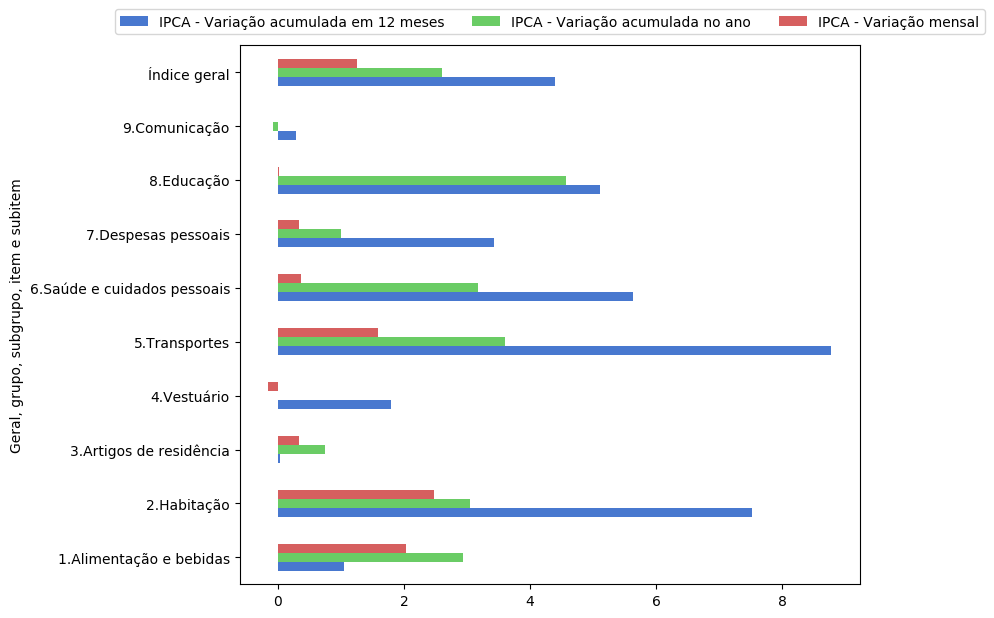 IPCA - Variação acumulada em 12 meses IPCA - Variação acumulada no ano IPCA - Variação mensal
Geral, grupo, subgrupo, item e subitem
Índice geral
9.Comunicação
8.Educação
7.Despesas pessoais
6.Saúde e cuidados pessoais
5.Transportes
4.Vestuário
3.Artigos de residência
2.Habitação
1.Alimentação e bebidas
0 2 4 6 8